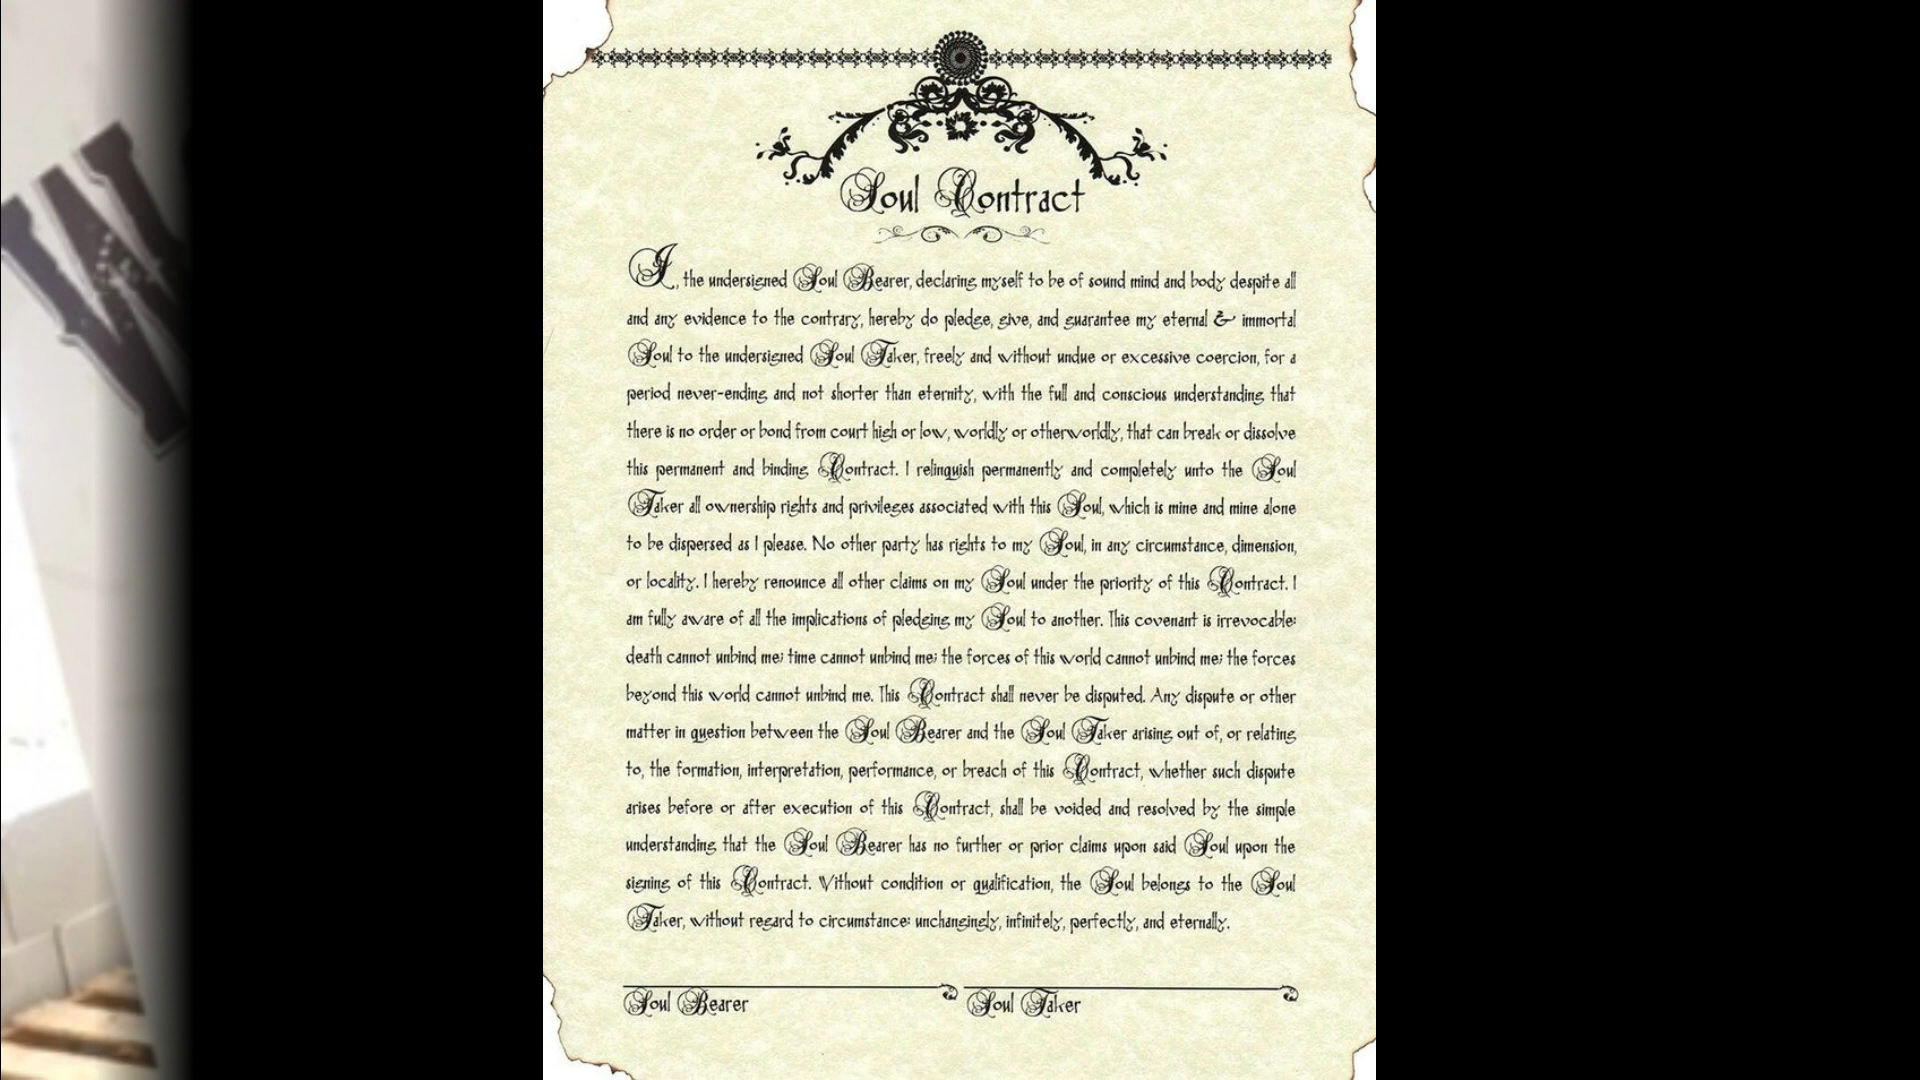 W
Soul Contract
I, the undersigned Soul Bearer, declaring myself to be of sound mind and body despite all
and any evidence to the contrary, hereby do pledge, give, and guarantee my eternal & immortal
Soul to the undersigned Soul Taker, freely and without undue or excessive coercion, for a
period never-ending and not shorter than eternity, with the full and conscious understanding that
there is no order or bond from court high or low, worldly or otherworldly, that can break or dissolve
this permanent and binding Contract. I relinquish permanently and completely unto the Soul
Taker all ownership rights and privileges associated with this Soul, which is mine and mine alone
to be dispersed as I please. No other party has rights to my Soul, in any circumstance, dimension,
or locality. I hereby renounce all other claims on my Soul under the priority of this Contract. I
am fully aware of all the implications of pledging my Soul to another. This covenant is irrevocable:
death cannot unbind me; time cannot unbind me; the forces of this world cannot unbind me; the forces
beyond this world cannot unbind me. This Contract shall never be disputed. Any dispute or other
matter in question between the Soul Bearer and the Soul Taker arising out of, or relating
to, the formation, interpretation, performance, or breach of this Contract, whether such dispute
arises before or after execution of this Contract, shall be voided and resolved by the simple
understanding that the Soul Bearer has no further or prior claims upon said Soul upon the
signing of this Contract. Without condition or qualification, the Soul belongs to the Soul
Taker, without regard to circumstance: unchangingly, infinitely, perfectly, and eternally.
Soul Bearer Soul Taker